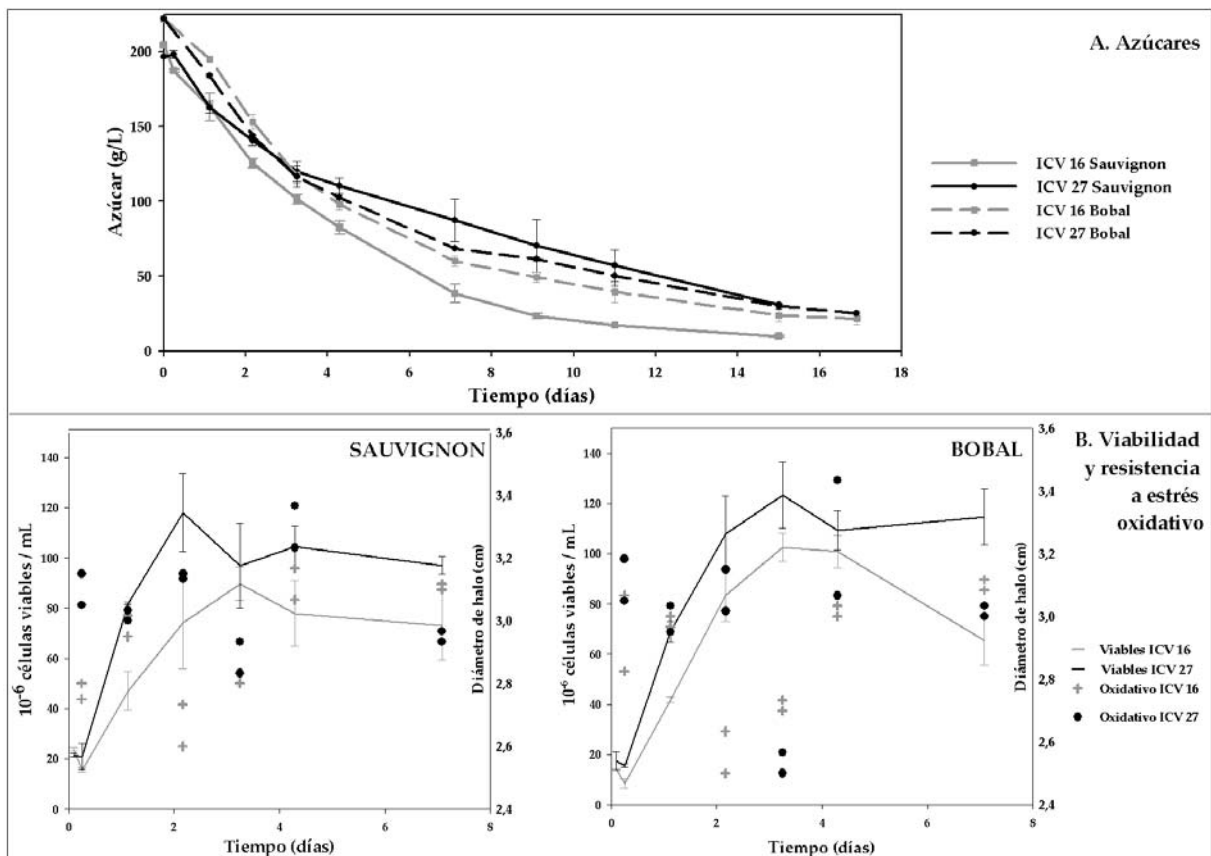 A. Azúcares
Azúcar (g/L)
200
150
100
50
0
0 2 4 6 8 10 12 14 16 18
Tiempo (días)
ICV 16 Sauvignon
ICV 27 Sauvignon
ICV 16 Bobal
ICV 27 Bobal
SAUVIGNON
10⁻⁶ células viables / mL
140
120
100
80
60
40
20
0
0 2 4 6 8
Tiempo (días)
3,6
3,4
3,2
3,0
2,8
2,6
2,4
Diámetro de halo (cm)
BOBAL
10⁻⁶ células viables / mL
140
120
100
80
60
40
20
0
0 1 2 3 4 5 6 7 8
Tiempo (días)
3,6
3,4
3,2
3,0
2,8
2,6
2,4
Diámetro de halo (cm)
B. Viabilidad
y resistencia
a estrés
oxidativo
Viables ICV 16
Viables ICV 27
Oxidativo ICV 16
Oxidativo ICV 27